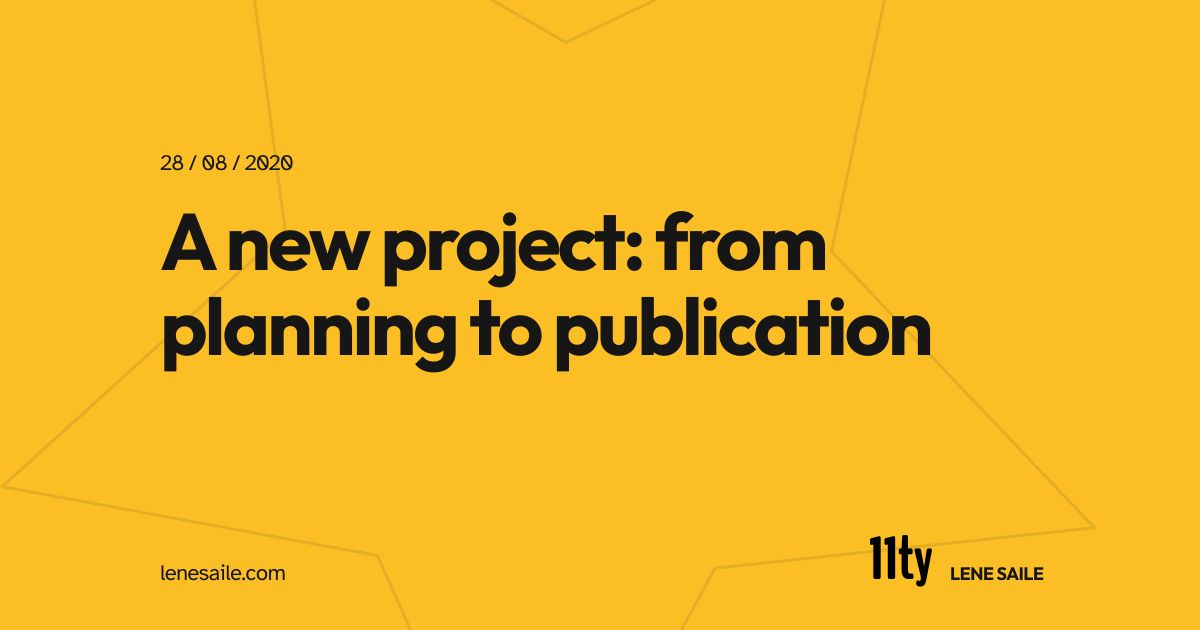 28 / 08 / 2020
A new project: from
planning to publication
lenesaile.com
11ty LENE SAILE